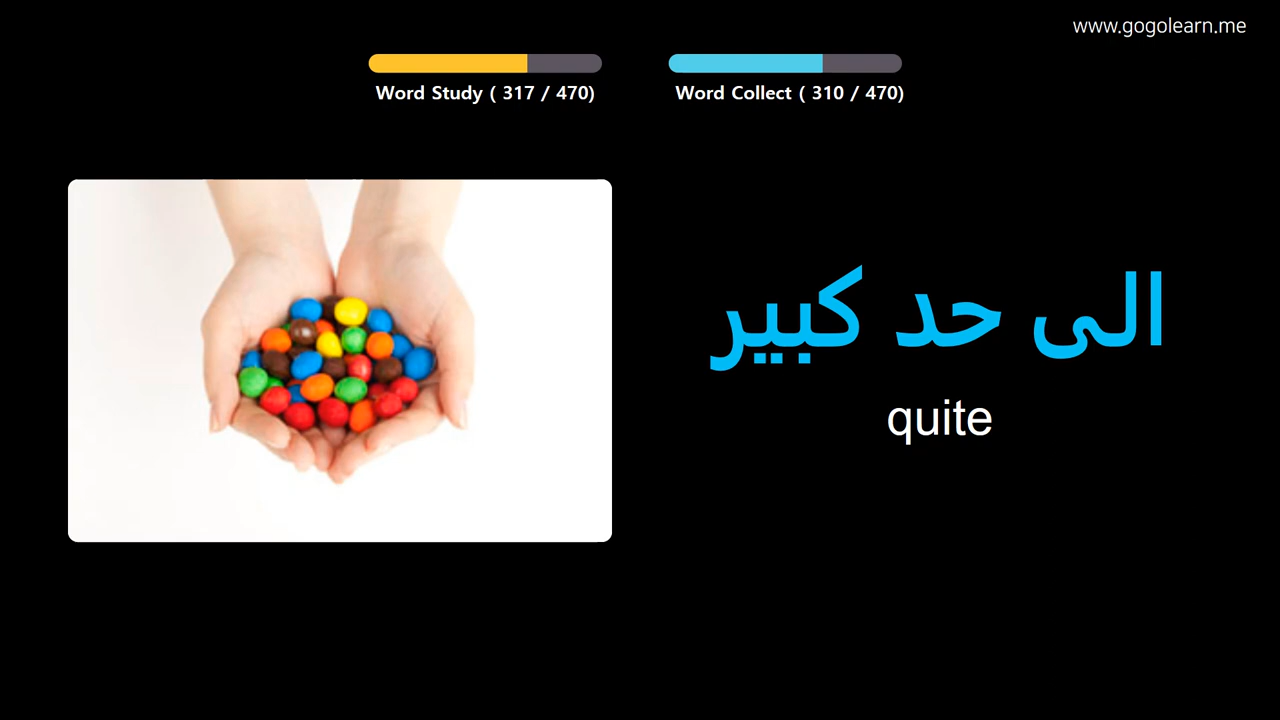 www.gogolearn.me
Word Study ( 317 / 470)
Word Collect ( 310 / 470)
الى حد كبير
quite